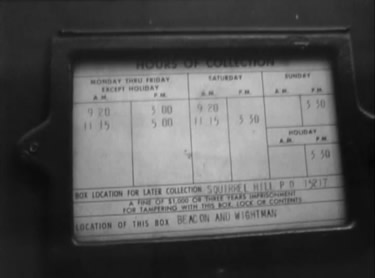 HOURS OF COLLECTION
MONDAY THRU FRIDAY SATURDAY SUNDAY
EXCEPT HOLIDAY
A.M. P.M. A.M. P.M. A.M. P.M.
9 20 3 00 9 20 3 30
11 15 5 00 11 15 3 30
HOLIDAY
A.M. P.M.
3 30
BOX LOCATION FOR LATER COLLECTION SQUIRREL HILL P O 15217
A FINE OF $1,000 OR THREE YEARS IMPRISONMENT
FOR TAMPERING WITH THIS BOX, LOCK OR CONTENTS
LOCATION OF THIS BOX BEACON AND WIGHTMAN